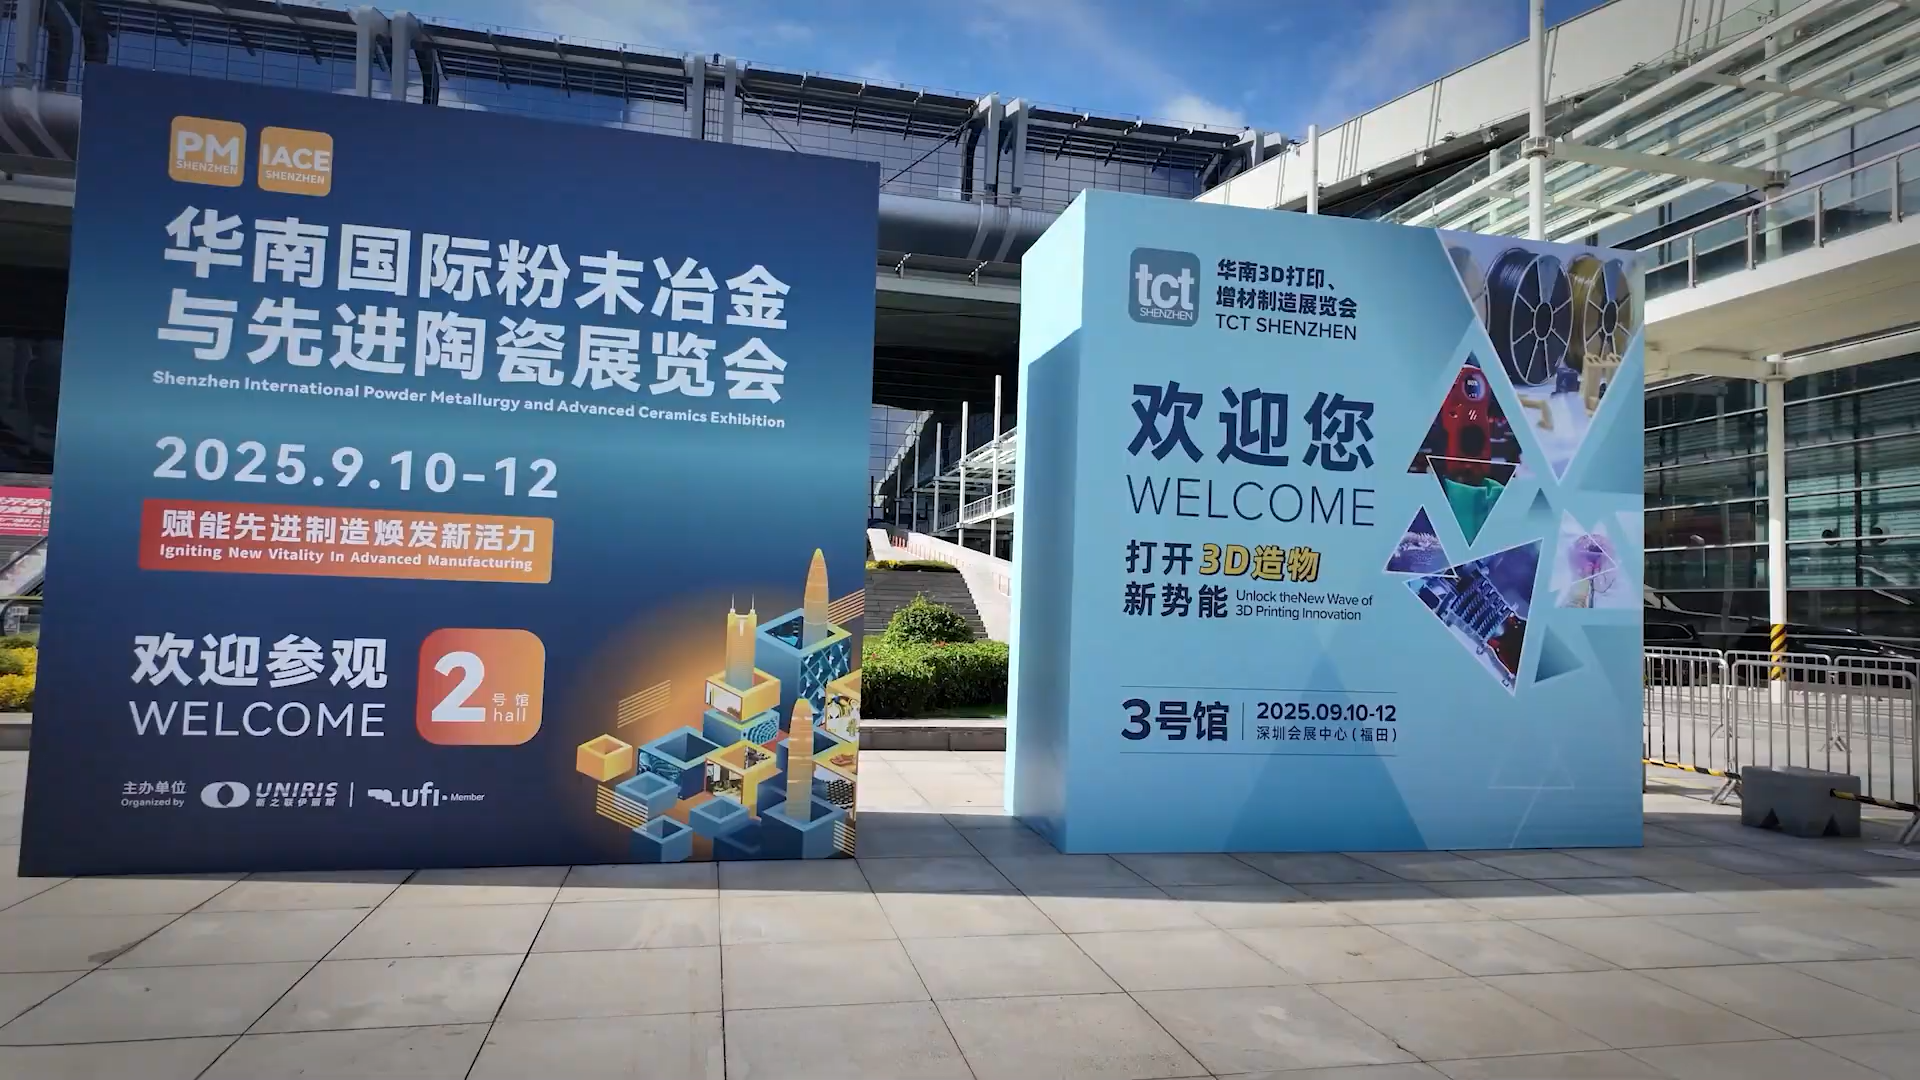 PM
SHENZHEN
IACE
SHENZHEN
华南国际粉末冶金
与先进陶瓷展览会
Shenzhen International Powder Metallurgy and Advanced Ceramics Exhibition
2025.9.10-12
赋能先进制造焕发新活力
Igniting New Vitality In Advanced Manufacturing
欢迎参观
WELCOME
2号馆
hall
主办单位
Organized by
UNIRIS
新之联伊丽斯
ufi
Member
tct
SHENZHEN
华南3D打印、
增材制造展览会
TCT SHENZHEN
欢迎您
WELCOME
打开3D造物
新势能
Unlock theNew Wave of
3D Printing Innovation
3号馆
2025.09.10-12
深圳会展中心(福田)